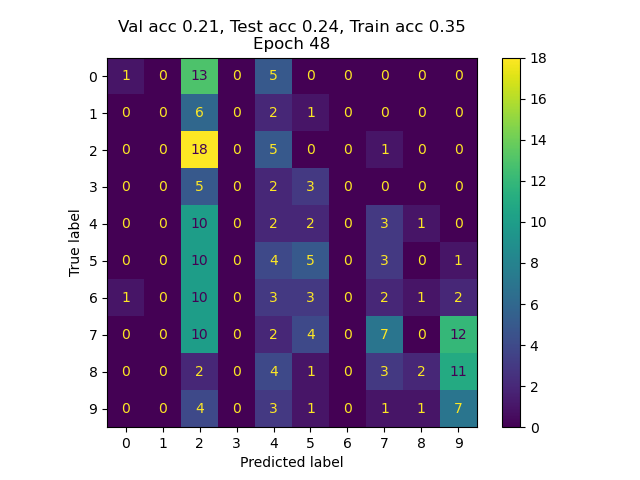 Val acc 0.21, Test acc 0.24, Train acc 0.35
Epoch 48
True label
0 1 0 13 0 5 0 0 0 0 0
1 0 0 6 0 2 1 0 0 0 0
2 0 0 18 0 5 0 0 1 0 0
3 0 0 5 0 2 3 0 0 0 0
4 0 0 10 0 2 2 0 3 1 0
5 0 0 10 0 4 5 0 3 0 1
6 1 0 10 0 3 3 0 2 1 2
7 0 0 10 0 2 4 0 7 0 12
8 0 0 2 0 4 1 0 3 2 11
9 0 0 4 0 3 1 0 1 1 7
0 1 2 3 4 5 6 7 8 9
Predicted label
18
16
14
12
10
8
6
4
2
0